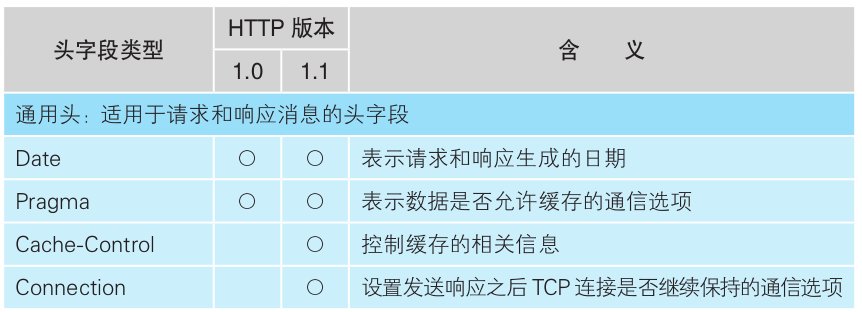 头字段类型 HTTP 版本 含 义
1.0 1.1
通用头：适用于请求和响应消息的头字段
Date ○ ○ 表示请求和响应生成的日期
Pragma ○ ○ 表示数据是否允许缓存的通信选项
Cache-Control ○ 控制缓存的相关信息
Connection ○ 设置发送响应之后 TCP 连接是否继续保持的通信选项